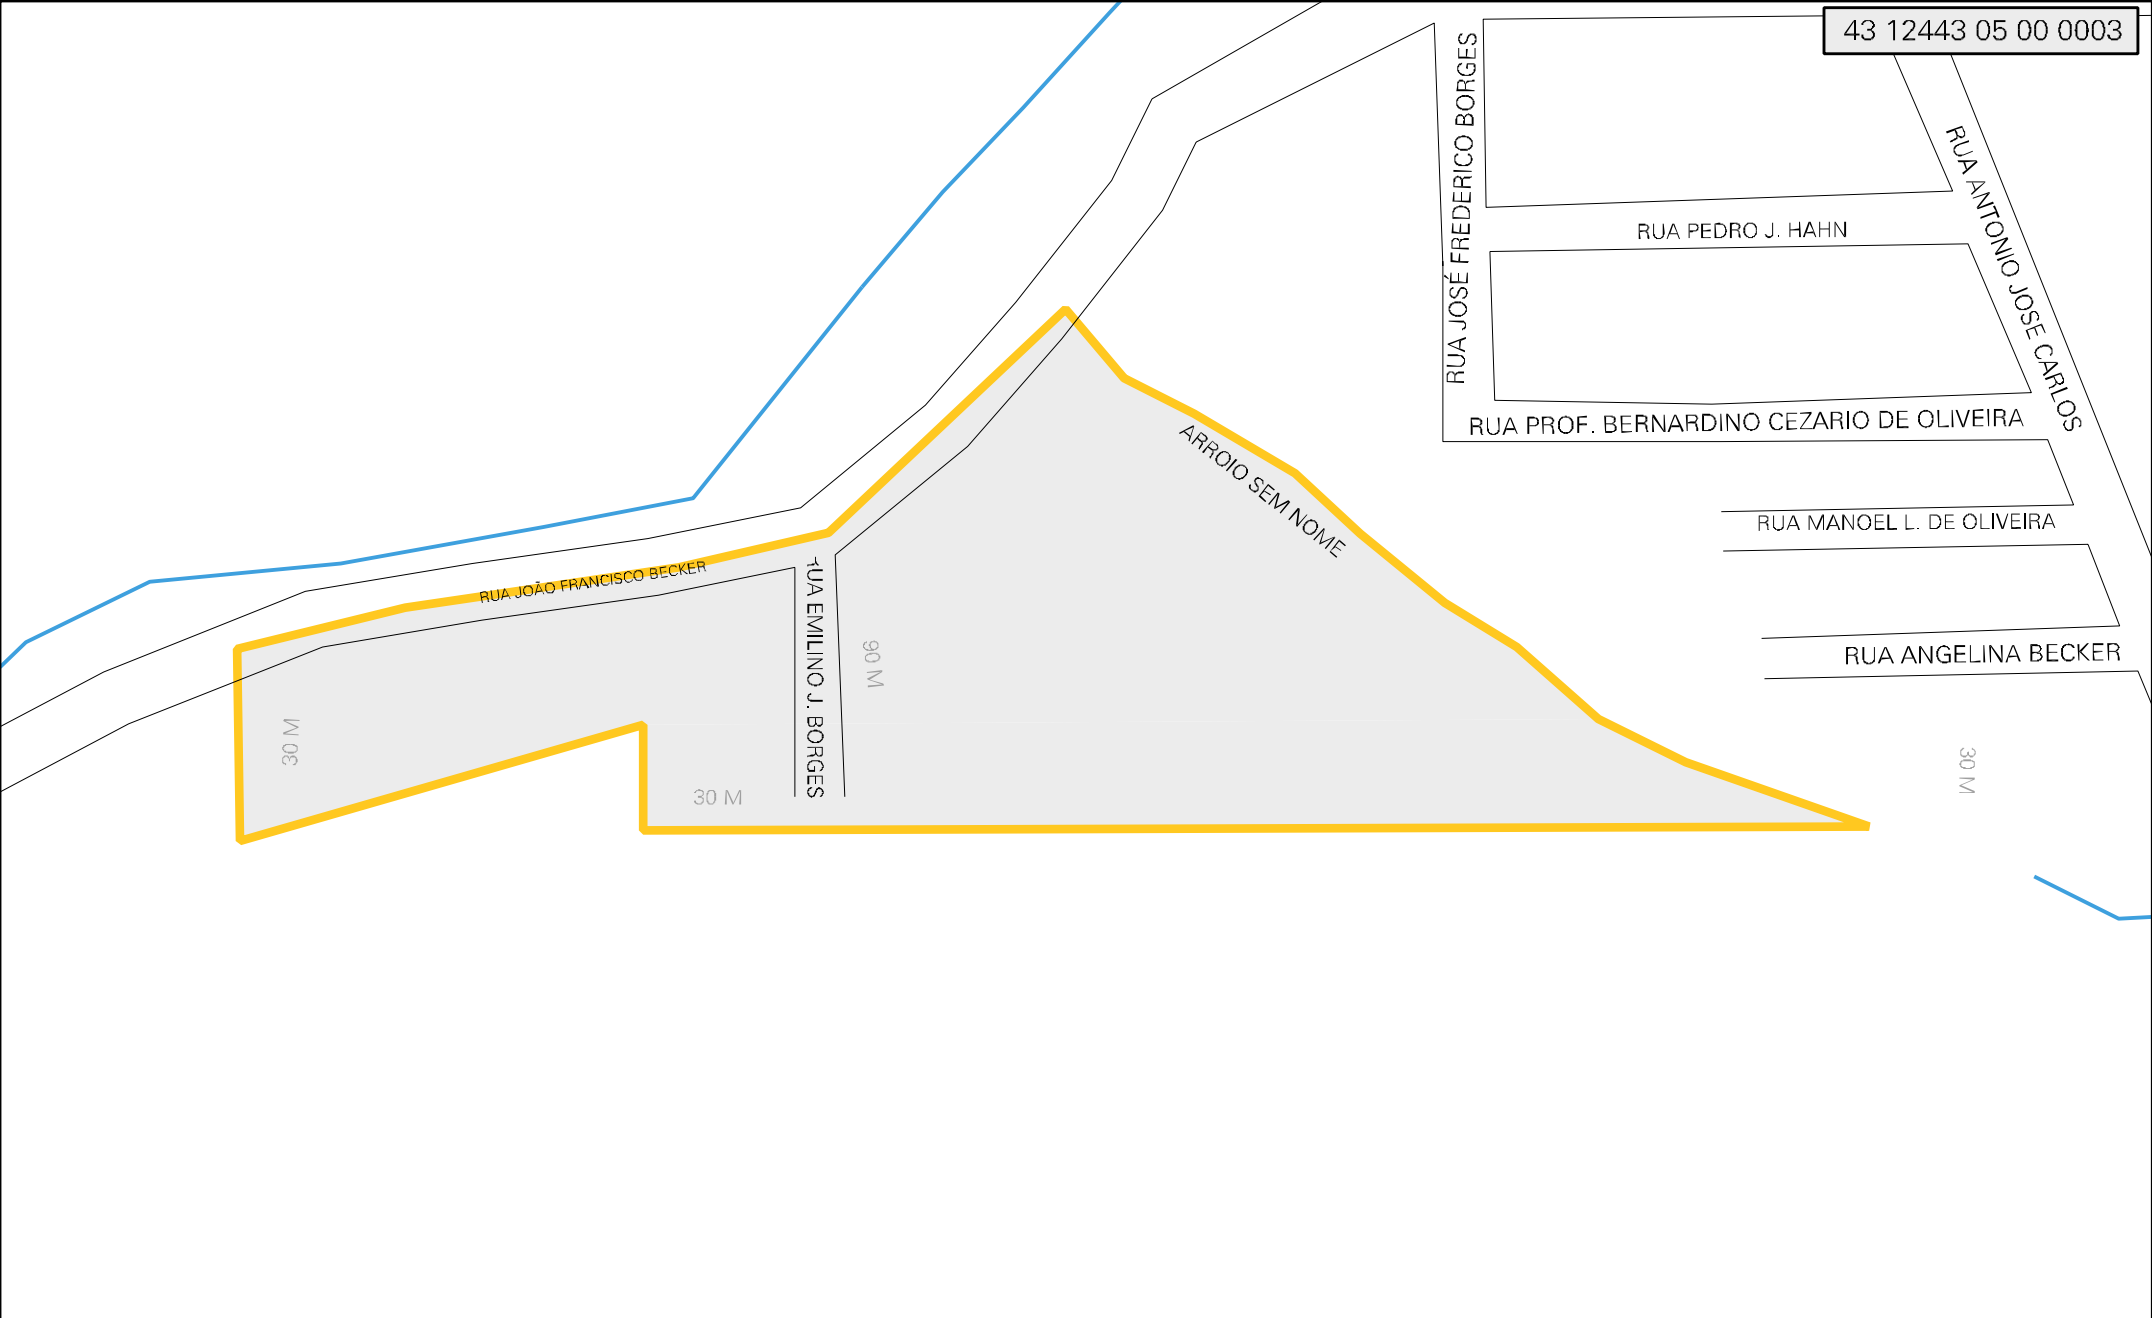 43 12443 05 00 0003
RUA JOSÉ FREDERICO BORGES
RUA ANTONIO JOSE CARLOS
RUA PEDRO J. HAHN
RUA PROF. BERNARDINO CEZARIO DE OLIVEIRA
ARROIO SEM NOME
RUA MANOEL L. DE OLIVEIRA
RUA JOÃO FRANCISCO BECKER
RUA EMILINO J. BORGES
90 M
RUA ANGELINA BECKER
30 M
30 M
30 M